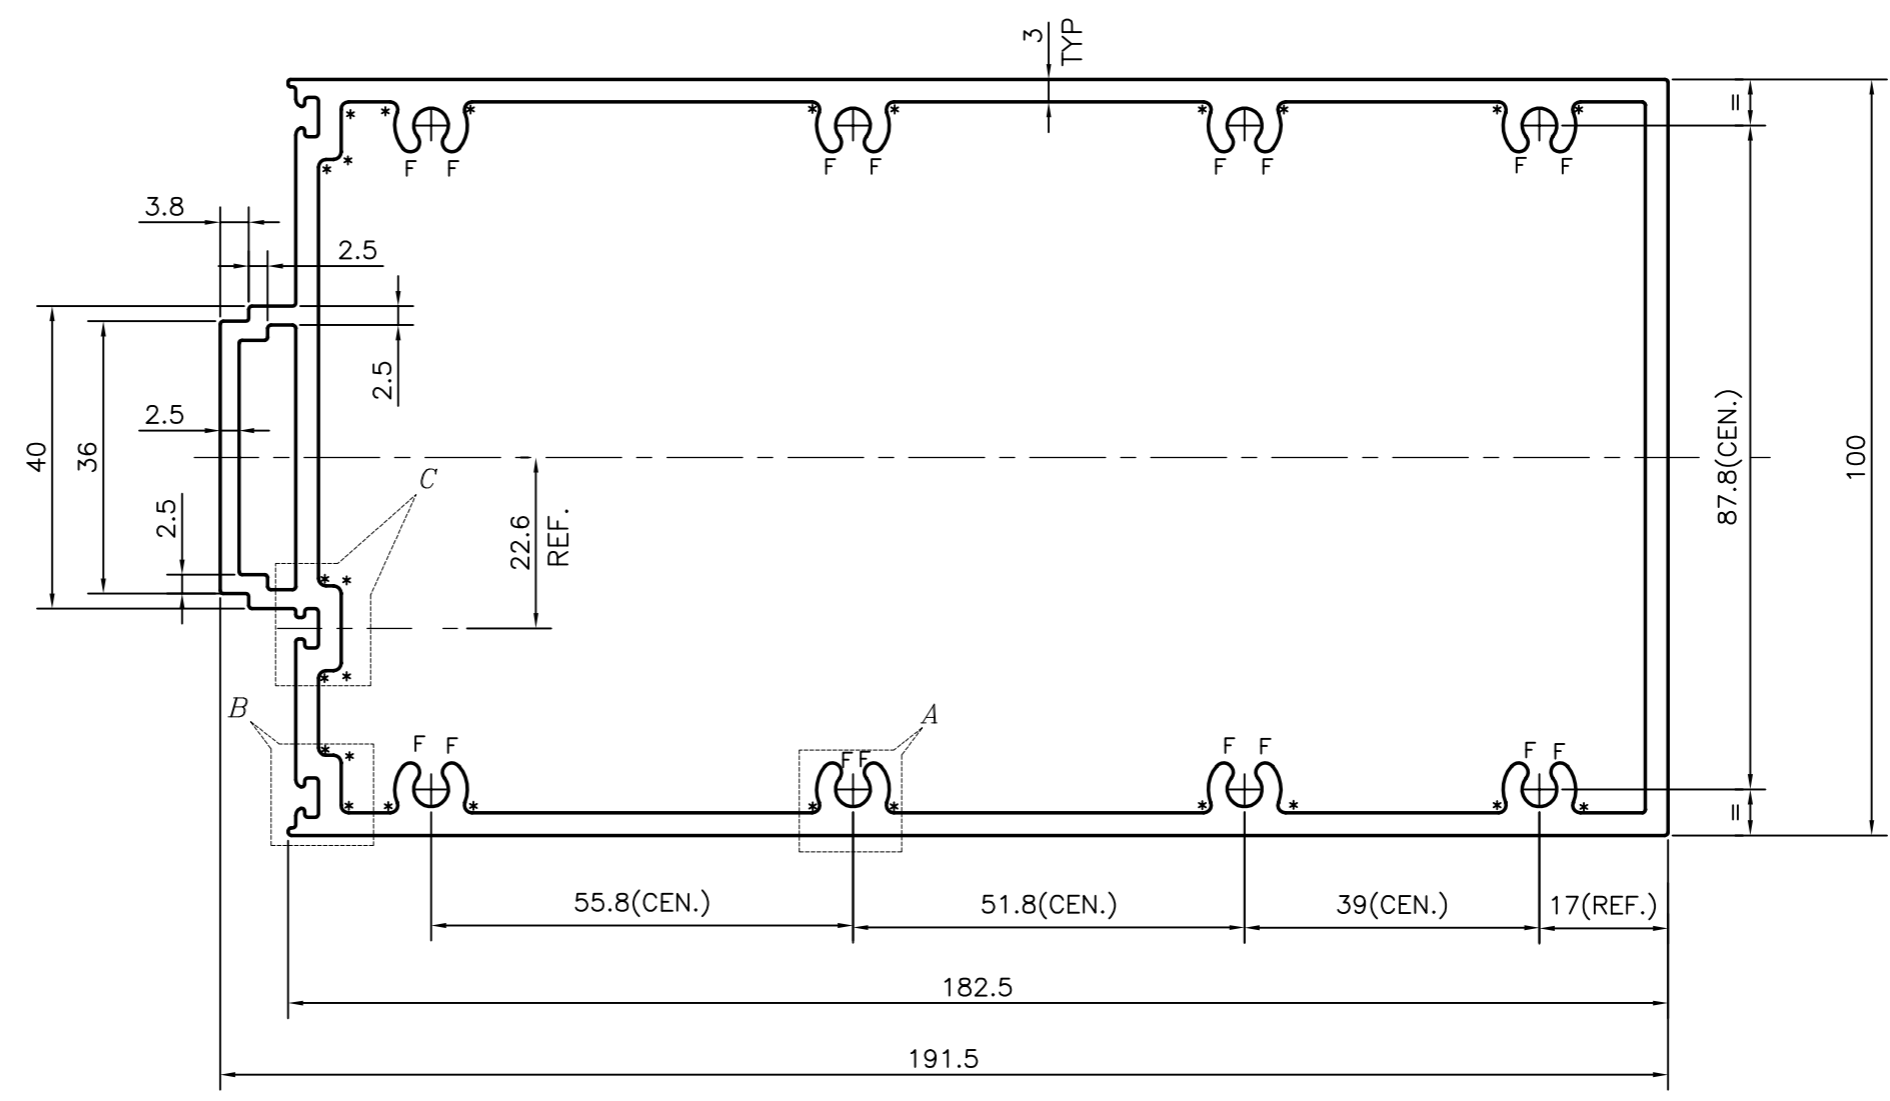 3
TYP
=
* * * * * * * * *
F F F F F F F F
* *
3.8
2.5
2.5
2.5
40
36
C
87.8(CEN.)
100
2.5
22.6
REF.
* *
* *
B
A
F F F F F F F F
* *
* * * * * * * * *
=
55.8(CEN.)
51.8(CEN.)
39(CEN.)
17(REF.)
182.5
191.5